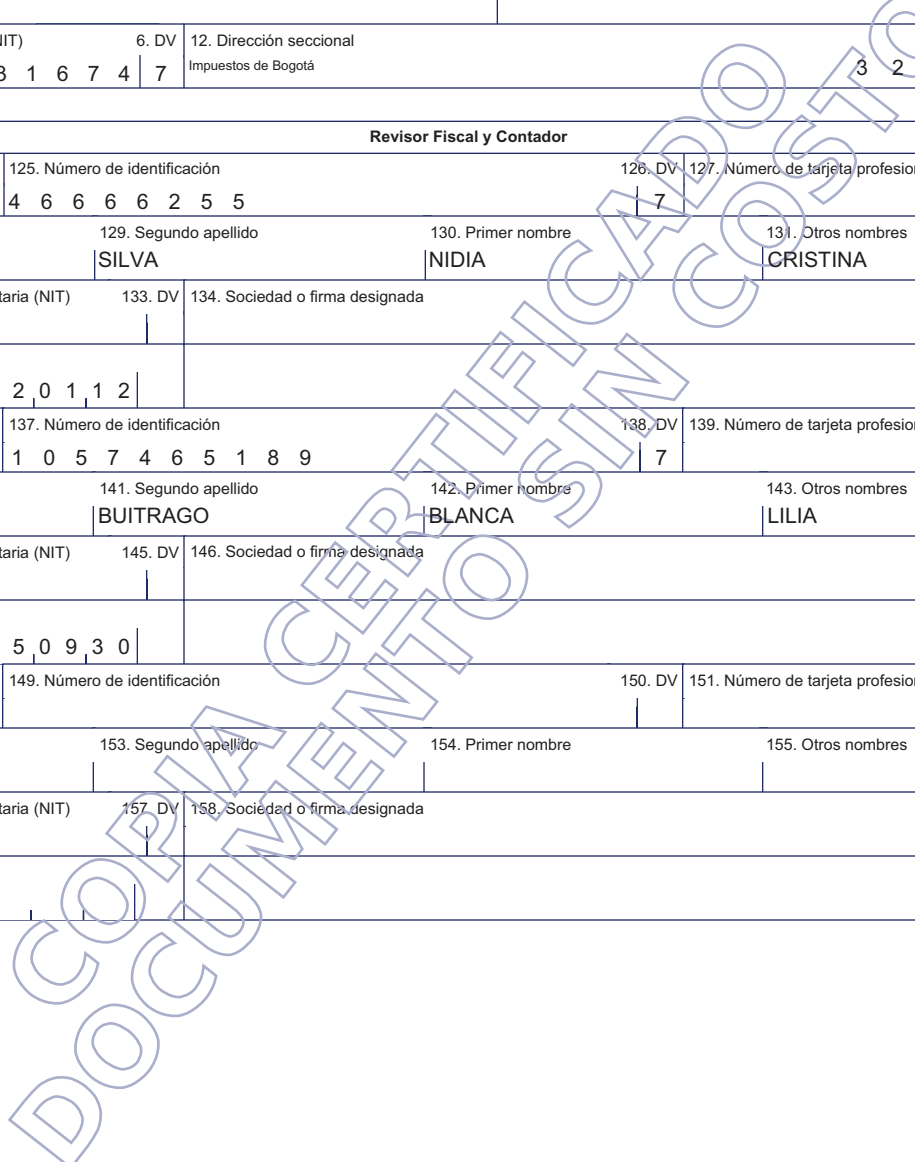 IIT) 6. DV 12. Dirección seccional
3 1 6 7 4 7 Impuestos de Bogotá 3 2
Revisor Fiscal y Contador
125. Número de identificación 126. DV 127. Número de tarjeta profesion
4 6 6 6 6 2 5 5 7
129. Segundo apellido 130. Primer nombre 131. Otros nombres
SILVA NIDIA CRISTINA
taria (NIT) 133. DV 134. Sociedad o firma designada
2 0 1 1 2
137. Número de identificación 138. DV 139. Número de tarjeta profesion
1 0 5 7 4 6 5 1 8 9 7
141. Segundo apellido 142. Primer nombre 143. Otros nombres
BUITRAGO BLANCA LILIA
taria (NIT) 145. DV 146. Sociedad o firma designada
5 0 9 3 0
149. Número de identificación 150. DV 151. Número de tarjeta profesion
153. Segundo apellido 154. Primer nombre 155. Otros nombres
taria (NIT) 157. DV 158. Sociedad o firma designada
COPIA CERTIFICADO
DOCUMENTO SIN COSTO